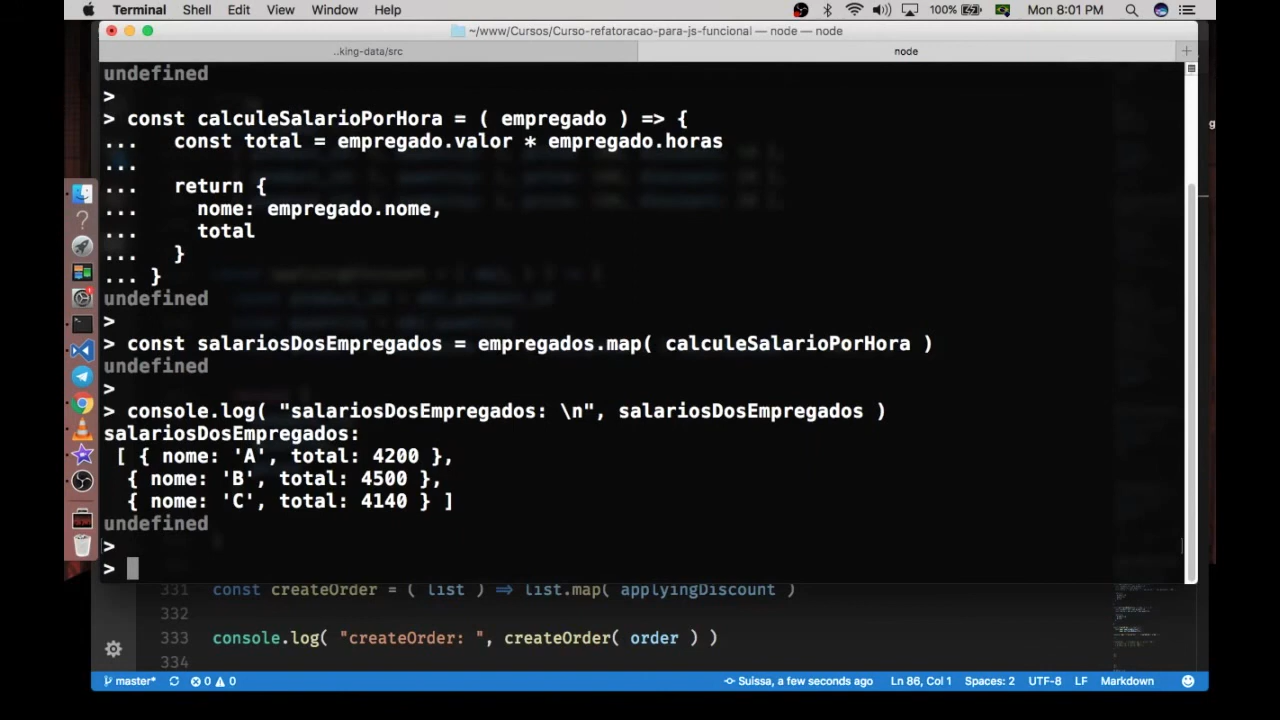 Terminal Shell Edit View Window Help 100% Mon 8:01 PM
~/www/Cursos/Curso-refatoracao-para-js-funcional — node — node
..king-data/src node
undefined
>
> const calculeSalarioPorHora = ( empregado ) => {
... const total = empregado.valor * empregado.horas
...
... return {
... nome: empregado.nome,
... total
... }
... }
undefined
>
> const salariosDosEmpregados = empregados.map( calculeSalarioPorHora )
undefined
>
> console.log( "salariosDosEmpregados: \n", salariosDosEmpregados )
salariosDosEmpregados:
[ { nome: 'A', total: 4200 },
{ nome: 'B', total: 4500 },
{ nome: 'C', total: 4140 } ]
undefined
>
>
331 const createOrder = ( list ) => list.map( applyingDiscount )
332
333 console.log( "createOrder: ", createOrder( order ) )
334
master* 0 0 Suissa, a few seconds ago Ln 86, Col 1 Spaces: 2 UTF-8 LF Markdown